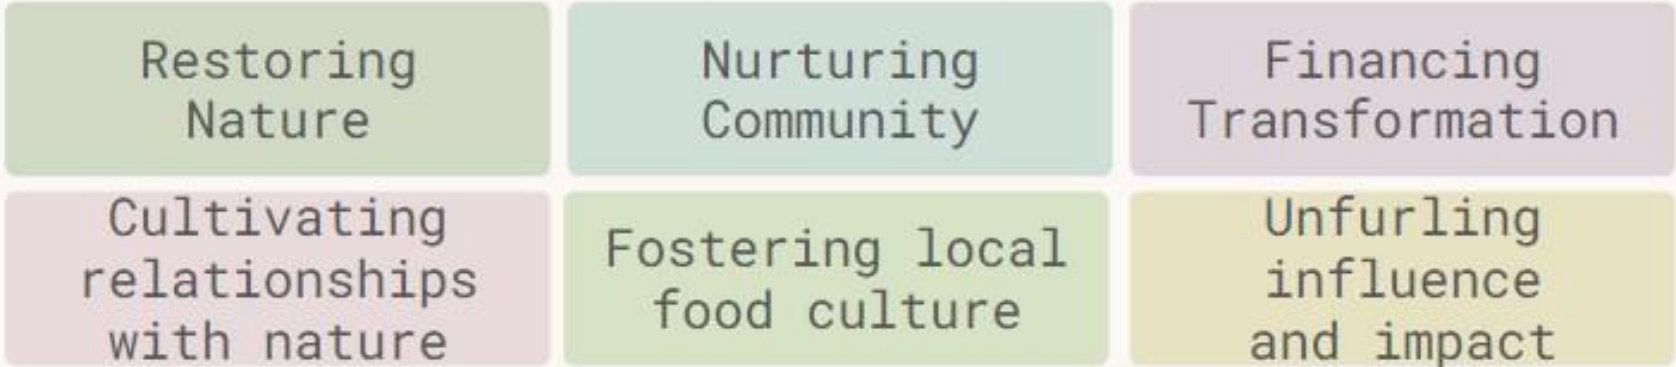 Restoring
Nature
Nurturing
Community
Financing
Transformation
Cultivating
relationships
with nature
Fostering local
food culture
Unfurling
influence
and impact